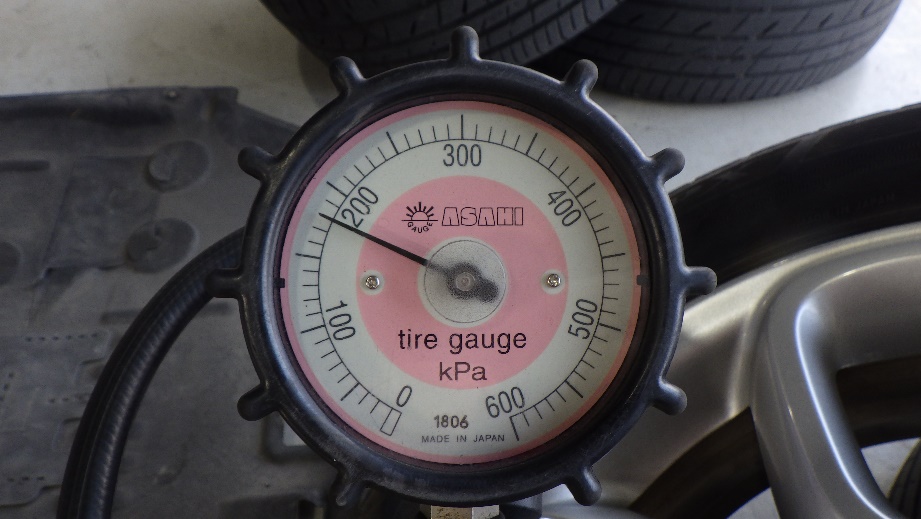 300
200
400
GAUGE
ASAHI
100
500
tire gauge
kPa
0
600
1806
MADE IN JAPAN